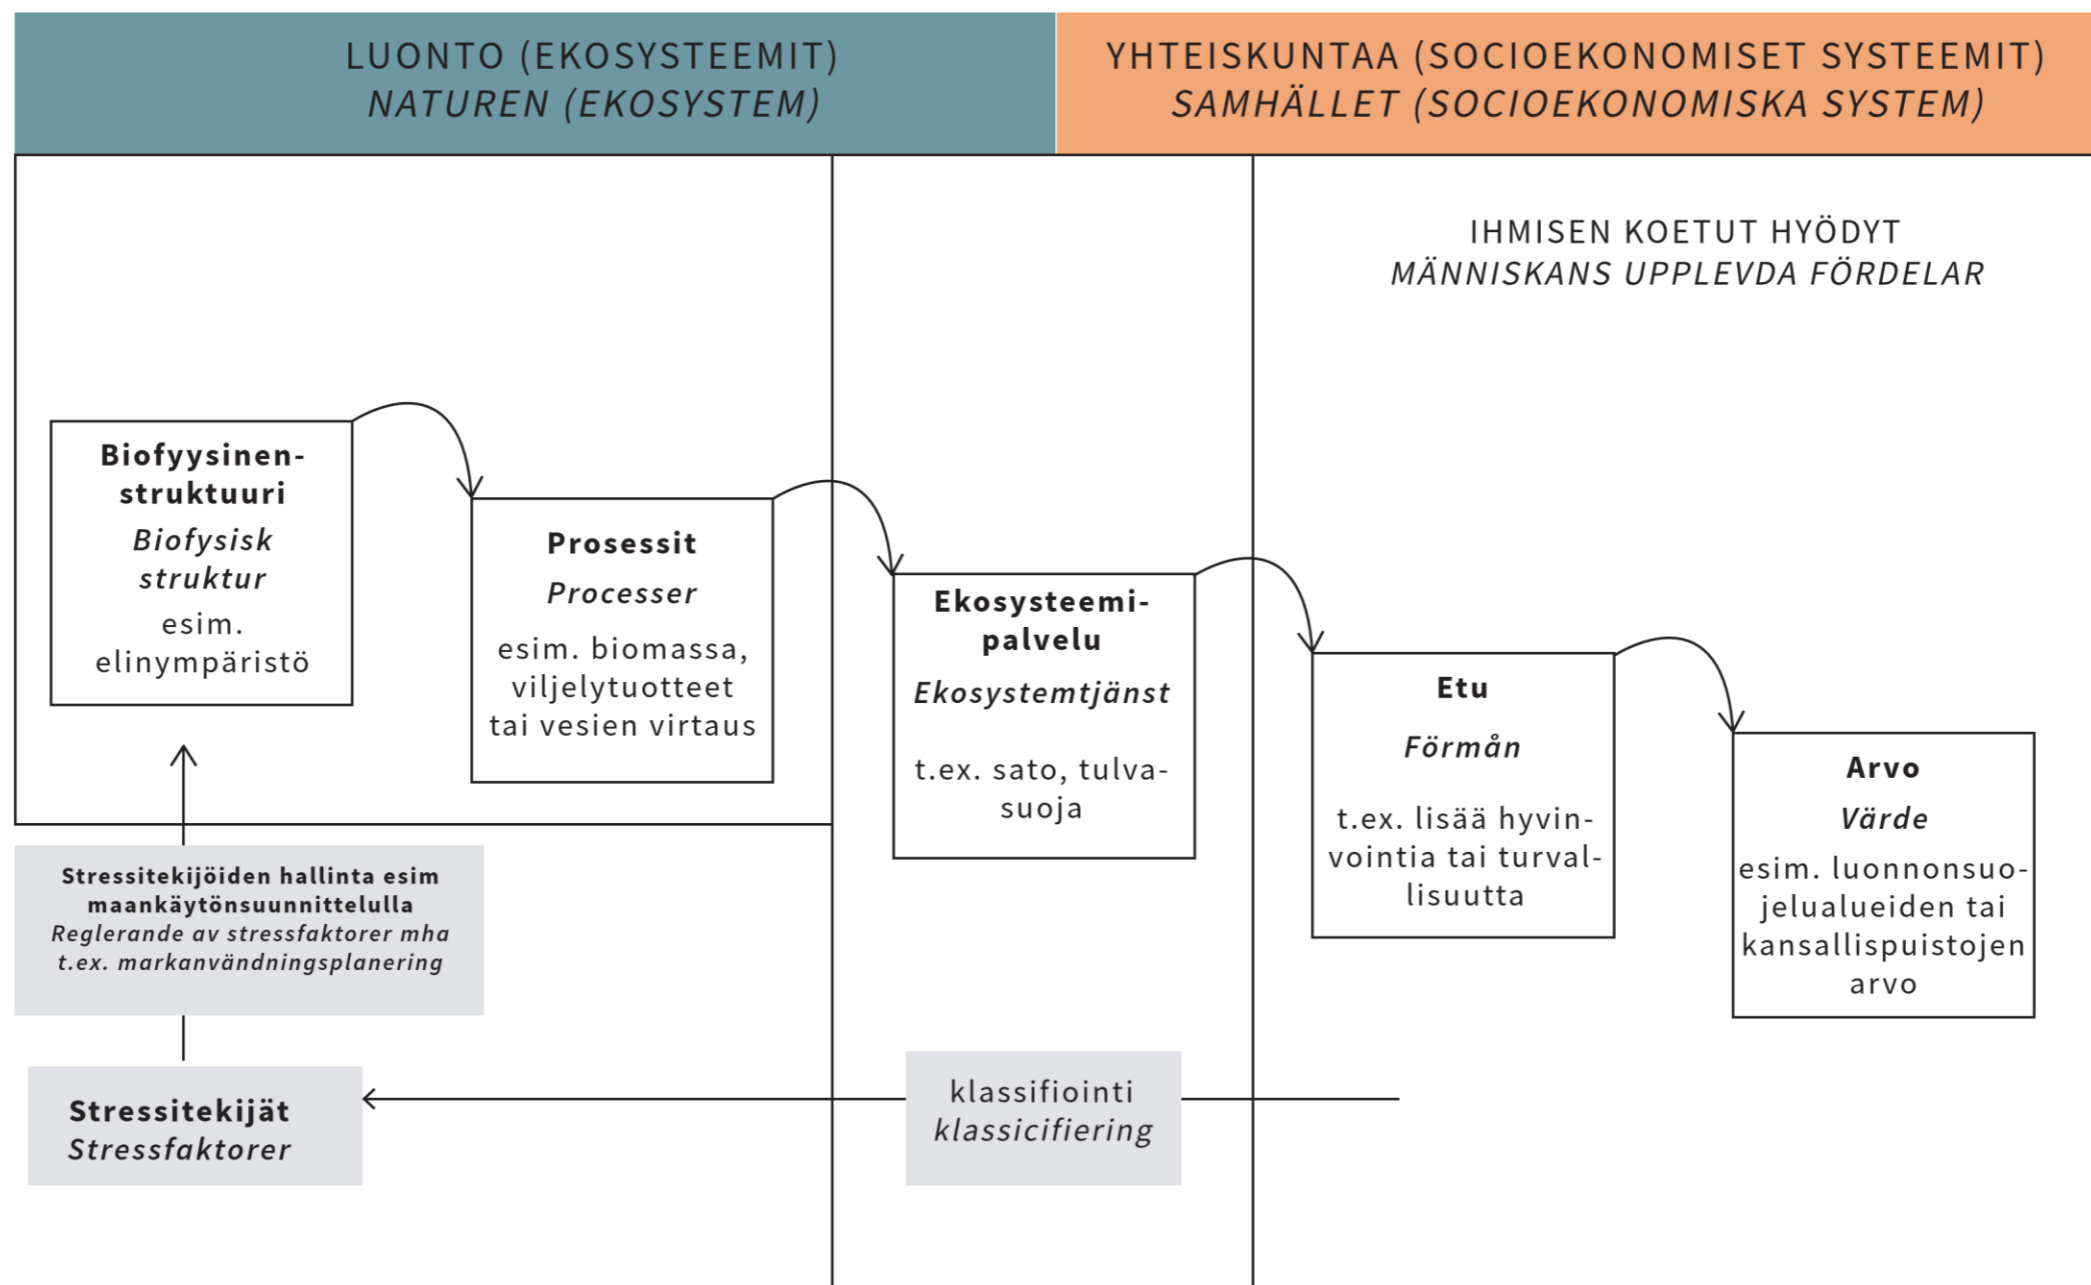 LUONTO (EKOSYSTEEMIT)
NATUREN (EKOSYSTEM)
YHTEISKUNTAA (SOCIOEKONOMISET SYSTEEMIT)
SAMHÄLLET (SOCIOEKONOMISKA SYSTEM)
IHMISEN KOETUT HYÖDYT
MÄNNISKANS UPPLEVDA FÖRDELAR
Biofyysinen-
struktuuri
Biofysisk
struktur
esim.
elinympäristö
Prosessit
Processer
esim. biomassa,
viljelytuotteet
tai vesien virtaus
Ekosysteemi-
palvelu
Ekosystemtjänst
t.ex. sato, tulva-
suoja
Etu
Förmån
t.ex. lisää hyvin-
vointia tai turval-
lisuutta
Arvo
Värde
esim. luonnonsuo-
jelualueiden tai
kansallispuistojen
arvo
Stressitekijöiden hallinta esim
maankäytönsuunnittelulla
Reglerande av stressfaktorer mha
t.ex. markanvändningsplanering
Stressitekijät
Stressfaktorer
klassifiointi
klassicifiering